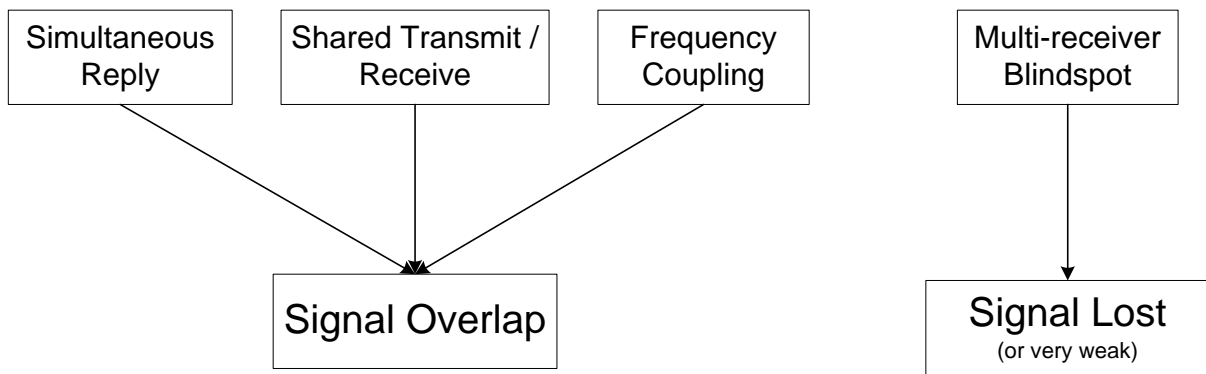 Simultaneous
Reply
Shared Transmit /
Receive
Frequency
Coupling
Multi-receiver
Blindspot
Signal Overlap
Signal Lost
(or very weak)